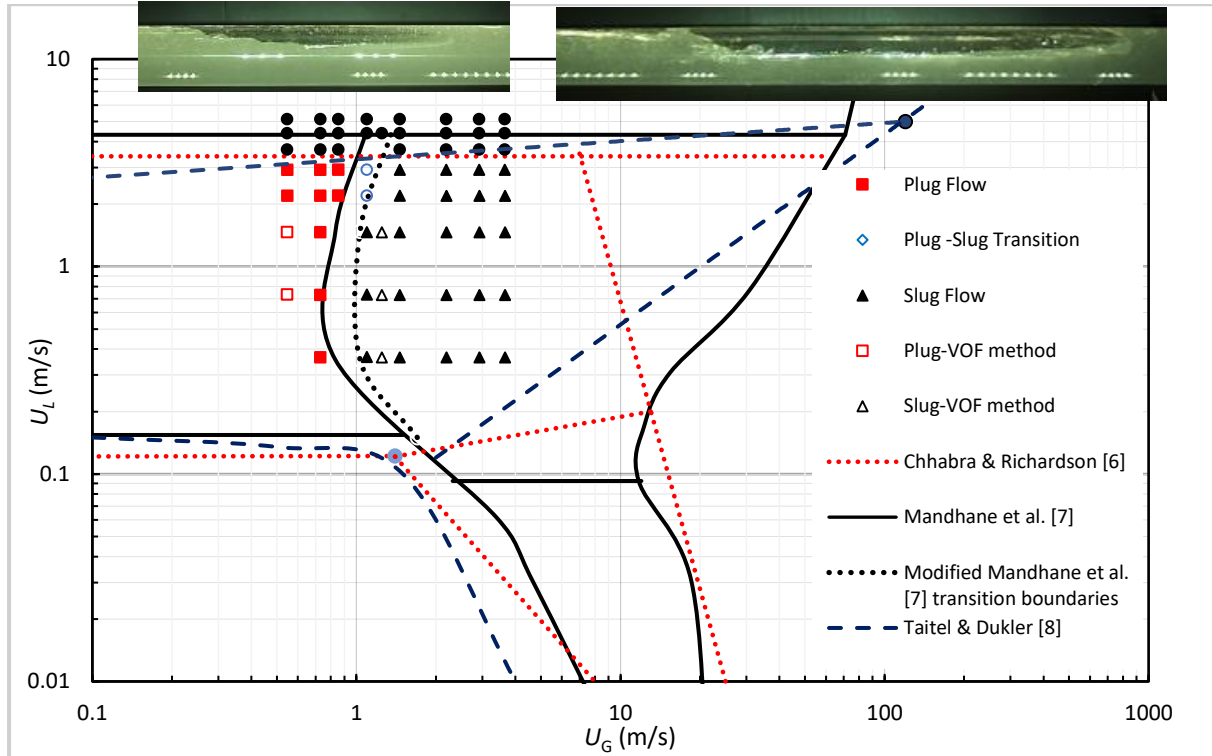 10
1
0.1
0.01
U_L (m/s)
0.1 1 10 100 1000
U_G (m/s)
Plug Flow
Plug -Slug Transition
Slug Flow
Plug-VOF method
Slug-VOF method
Chhabra & Richardson [6]
Mandhane et al. [7]
Modified Mandhane et al.
[7] transition boundaries
Taitel & Dukler [8]